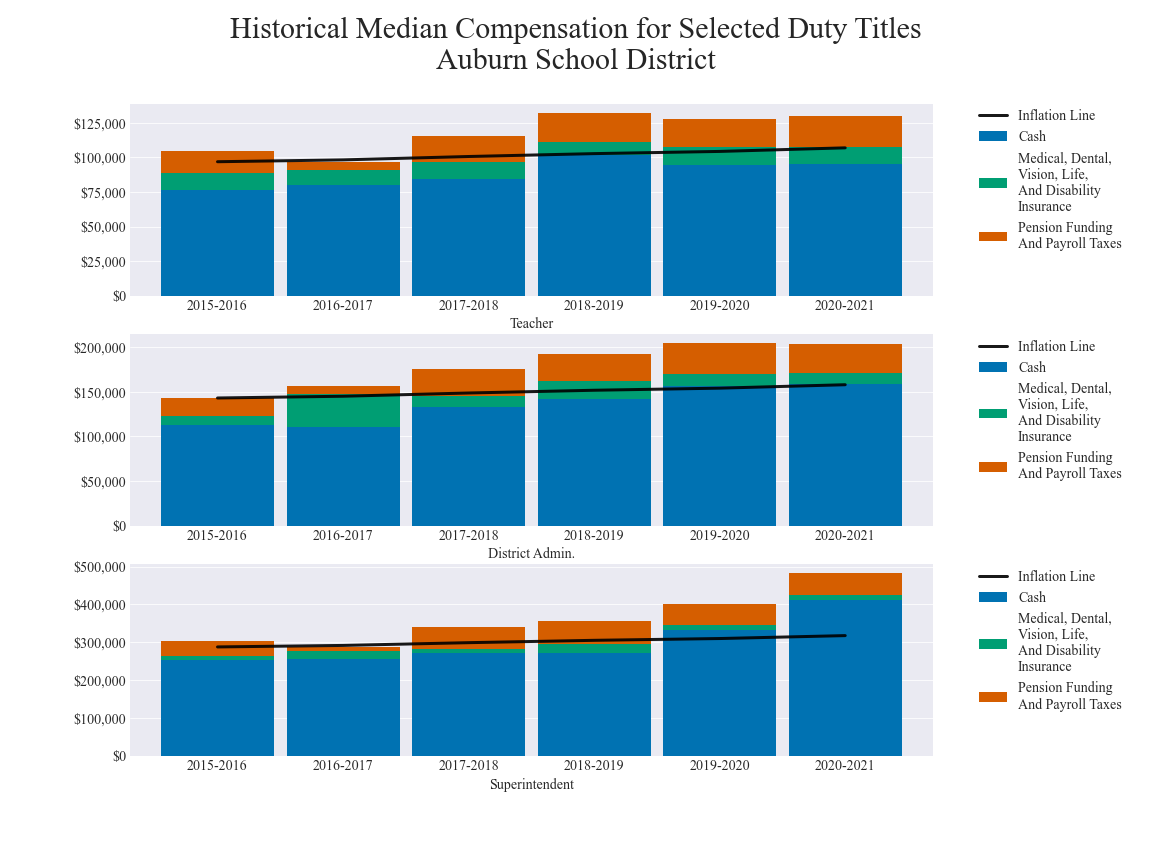 Historical Median Compensation for Selected Duty Titles
Auburn School District
$125,000
$100,000
$75,000
$50,000
$25,000
$0
2015-2016
2016-2017
2017-2018
2018-2019
2019-2020
2020-2021
Teacher
Inflation Line
Cash
Medical, Dental,
Vision, Life,
And Disability
Insurance
Pension Funding
And Payroll Taxes
$200,000
$150,000
$100,000
$50,000
$0
2015-2016
2016-2017
2017-2018
2018-2019
2019-2020
2020-2021
District Admin.
Inflation Line
Cash
Medical, Dental,
Vision, Life,
And Disability
Insurance
Pension Funding
And Payroll Taxes
$500,000
$400,000
$300,000
$200,000
$100,000
$0
2015-2016
2016-2017
2017-2018
2018-2019
2019-2020
2020-2021
Superintendent
Inflation Line
Cash
Medical, Dental,
Vision, Life,
And Disability
Insurance
Pension Funding
And Payroll Taxes